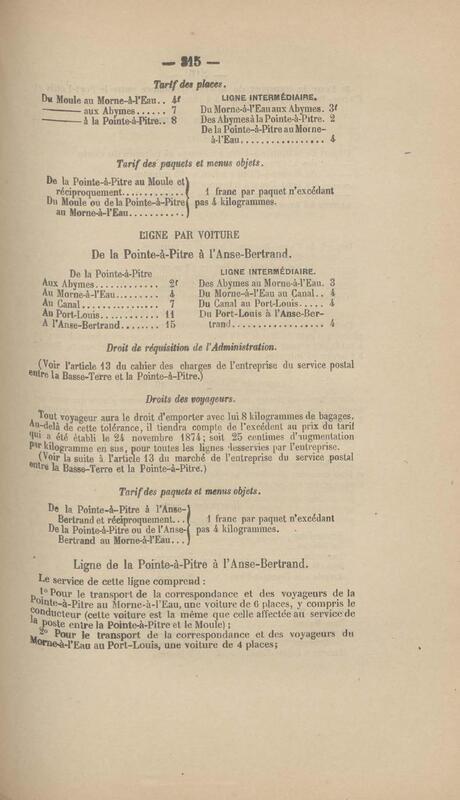 — 315 —
Tarif des places.
Du Moule au Morne-à-l'Eau.. 4f
——— aux Abymes...... 7
——— à la Pointe-à-Pitre.. 8
LIGNE INTERMÉDIAIRE.
Du Morne-à-l'Eau aux Abymes. 3f
Des Abymes à la Pointe-à-Pitre. 2
De la Pointe-à-Pitre au Morne-
à-l'Eau................ 4
Tarif des paquets et menus objets.
De la Pointe-à-Pitre au Moule et
réciproquement............
Du Moule ou de la Pointe-à-Pitre
au Morne-à-l'Eau...........
1 franc par paquet n'excédant
pas 4 kilogrammes.
LIGNE PAR VOITURE
De la Pointe-à-Pitre à l'Anse-Bertrand.
De la Pointe-à-Pitre
Aux Abymes............ 2f
Au Morne-à-l'Eau........ 4
Au Canal.............. 7
Au Port-Louis........... 11
A l'Anse-Bertrand........ 15
LIGNE INTERMÉDIAIRE.
Des Abymes au Morne-à-l'Eau. 3
Du Morne-à-l'Eau au Canal.. 4
Du Canal au Port-Louis..... 4
Du Port-Louis à l'Anse-Ber-
trand.................. 4
Droit de réquisition de l'Administration.
(Voir l'article 13 du cahier des charges de l'entreprise du service postal
entre la Basse-Terre et la Pointe-à-Pitre.)
Droits des voyageurs.
Tout voyageur aura le droit d'emporter avec lui 8 kilogrammes de bagages.
Au-delà de cette tolérance, il tiendra compte de l'excédent au prix du tarif
qui a été établi le 24 novembre 1874; soit 25 centimes d'augmentation
par kilogramme en sus, pour toutes les lignes desservies par l'entreprise.
(Voir la suite à l'article 13 du marché de l'entreprise du service postal
entre la Basse-Terre et la Pointe-à-Pitre.)
Tarif des paquets et menus objets.
De la Pointe-à-Pitre à l'Anse-
Bertrand et réciproquement...
De la Pointe-à-Pitre ou de l'Anse-
Bertrand au Morne-à-l'Eau...
1 franc par paquet n'excédant
pas 4 kilogrammes.
Ligne de la Pointe-à-Pitre à l'Anse-Bertrand.
Le service de cette ligne comprend :
1° Pour le transport de la correspondance et des voyageurs de la
Pointe-à-Pitre au Morne-à-l'Eau, une voiture de 6 places, y compris le
conducteur (cette voiture est la même que celle affectée au service de
la poste entre la Pointe-à-Pitre et le Moule) ;
2° Pour le transport de la correspondance et des voyageurs du
Morne-à-l'Eau au Port-Louis, une voiture de 4 places;